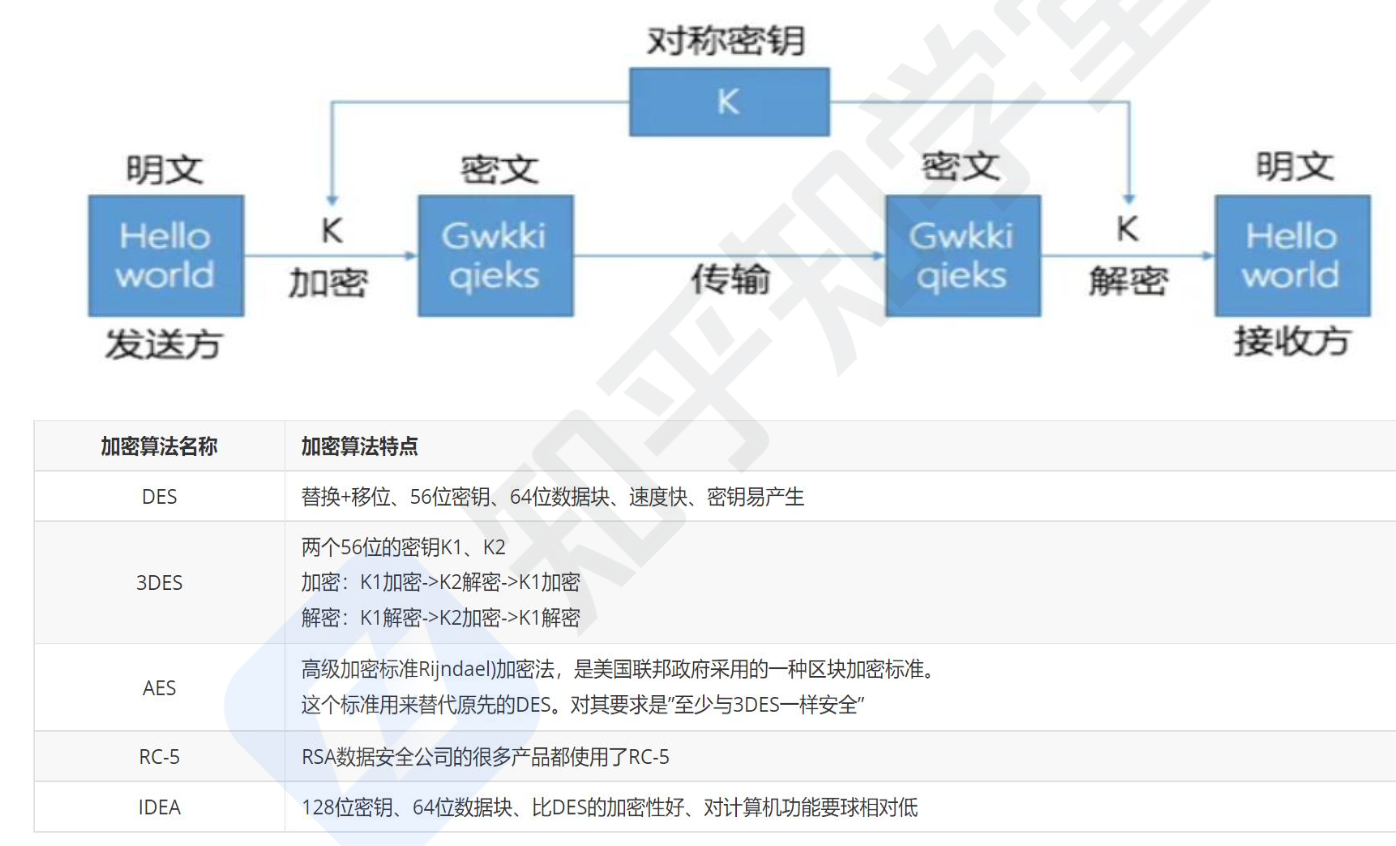 对称密钥
K
明文
密文
密文
明文
Hello
world
K
加密
Gwkki
qieks
传输
Gwkki
qieks
K
解密
Hello
world
发送方
接收方
加密算法名称 加密算法特点
DES 替换+移位、56位密钥、64位数据块、速度快、密钥易产生
3DES 两个56位的密钥K1、K2
加密：K1加密->K2解密->K1加密
解密：K1解密->K2加密->K1解密
AES 高级加密标准Rijndael)加密法，是美国联邦政府采用的一种区块加密标准。
这个标准用来替代原先的DES。对其要求是”至少与3DES一样安全”
RC-5 RSA数据安全公司的很多产品都使用了RC-5
IDEA 128位密钥、64位数据块、比DES的加密性好、对计算机功能要球相对低
知乎知学堂